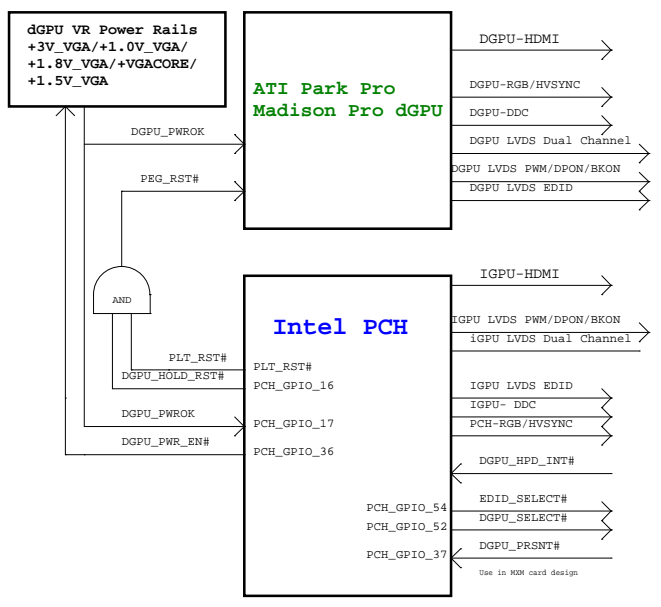 dGPU VR Power Rails
+3V_VGA/+1.0V_VGA/
+1.8V_VGA/+VGACORE/
+1.5V_VGA
ATI Park Pro
Madison Pro dGPU
DGPU-HDMI
DGPU-RGB/HVSYNC
DGPU-DDC
DGPU LVDS Dual Channel
DGPU LVDS PWM/DPON/BKON
DGPU LVDS EDID
DGPU_PWROK
PEG_RST#
AND
Intel PCH
IGPU-HDMI
IGPU LVDS PWM/DPON/BKON
iGPU LVDS Dual Channel
PLT_RST#
PLT_RST#
DGPU_HOLD_RST#
PCH_GPIO_16
IGPU LVDS EDID
IGPU- DDC
DGPU_PWROK
PCH_GPIO_17
PCH-RGB/HVSYNC
DGPU_PWR_EN#
PCH_GPIO_36
DGPU_HPD_INT#
PCH_GPIO_54
EDID_SELECT#
PCH_GPIO_52
DGPU_SELECT#
PCH_GPIO_37
DGPU_PRSNT#
Use in MXM card design